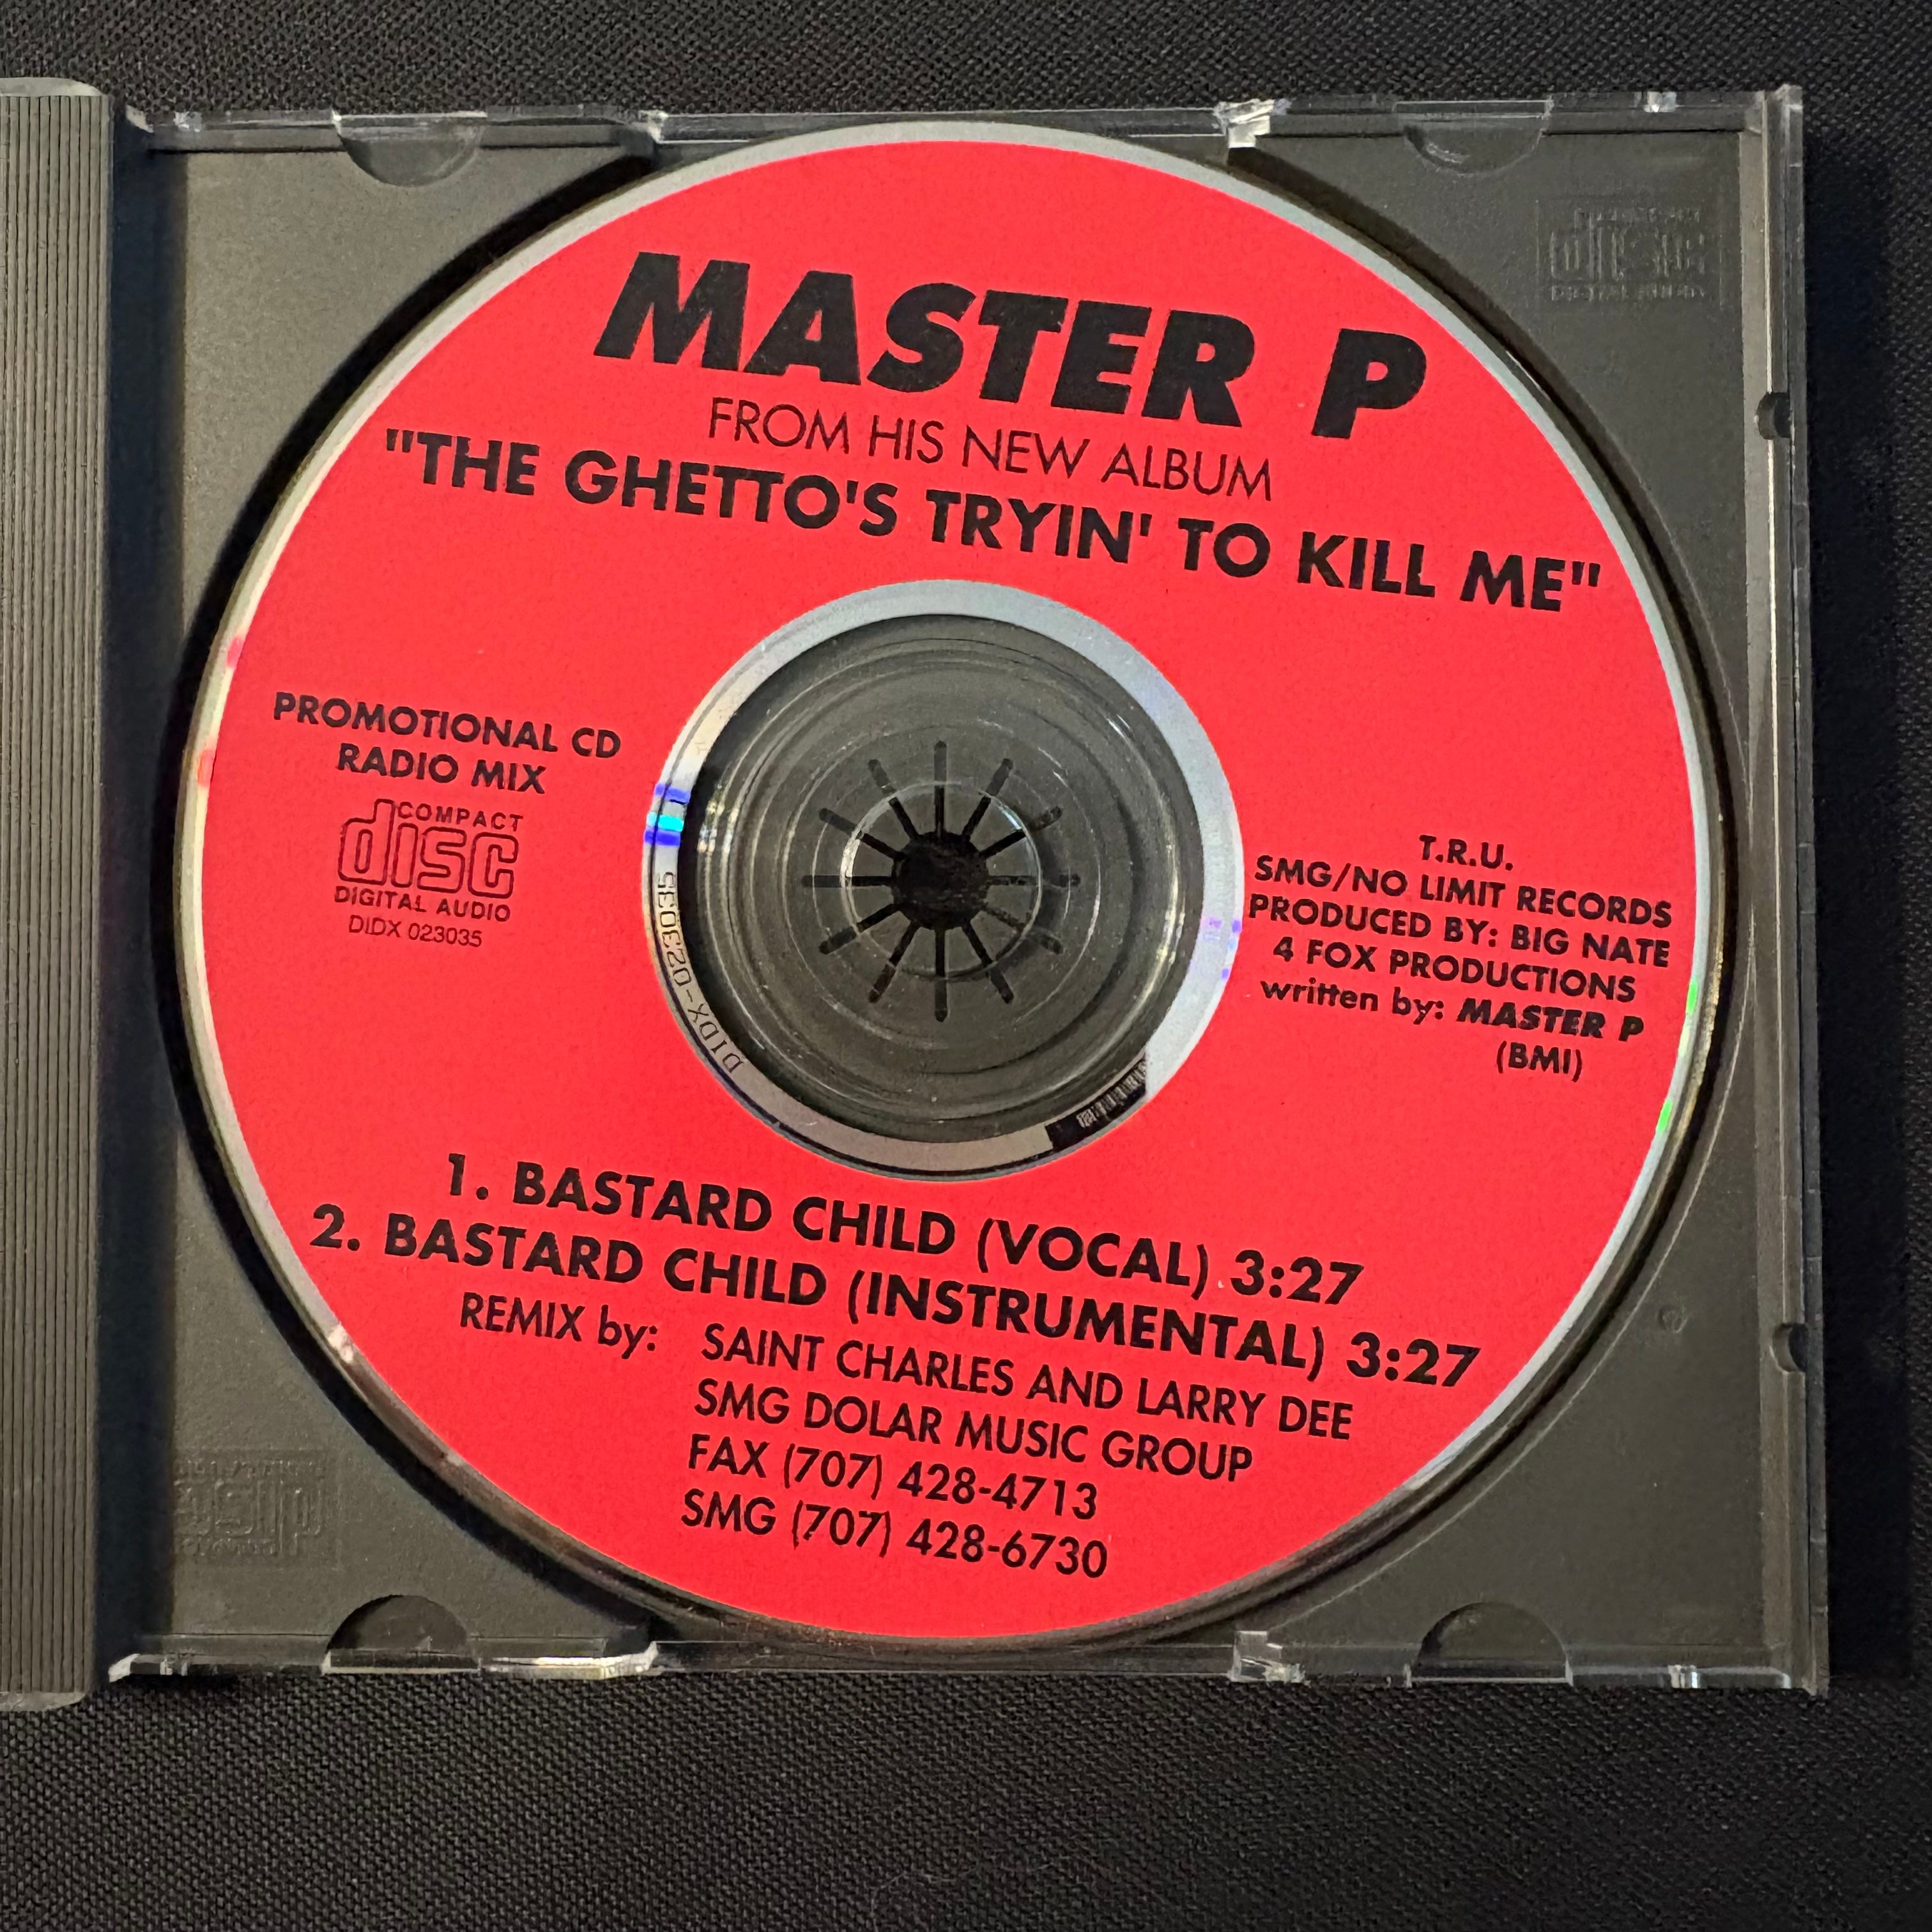 MASTER P
FROM HIS NEW ALBUM
"THE GHETTO'S TRYIN' TO KILL ME"
PROMOTIONAL CD
RADIO MIX
COMPACT
disc
DIGITAL AUDIO
DIDX 023035
DIDX-023035
T.R.U.
SMG/NO LIMIT RECORDS
PRODUCED BY: BIG NATE
4 FOX PRODUCTIONS
written by: MASTER P
(BMI)
1. BASTARD CHILD (VOCAL) 3:27
2. BASTARD CHILD (INSTRUMENTAL) 3:27
REMIX by: SAINT CHARLES AND LARRY DEE
SMG DOLAR MUSIC GROUP
FAX (707) 428-4713
SMG (707) 428-6730
disc
DIGITAL AUDIO